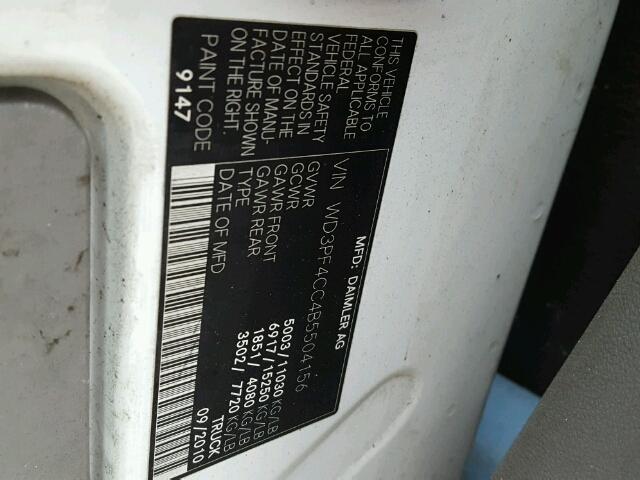 MFD: DAIMLER AG
VIN WD3PF4CC4B5504156
GVWR 5003/11030 KG/LB
GCWR 6917/15250 KG/LB
GAWR FRONT 1851/ 4080 KG/LB
GAWR REAR 3502/ 7720 KG/LB
TYPE TRUCK
DATE OF MFD 09/2010
THIS VEHICLE
CONFORMS TO
ALL APPLICABLE
FEDERAL
VEHICLE SAFETY
STANDARDS IN
EFFECT ON THE
DATE OF MANU-
FACTURE SHOWN
ON THE RIGHT.
PAINT CODE
9147